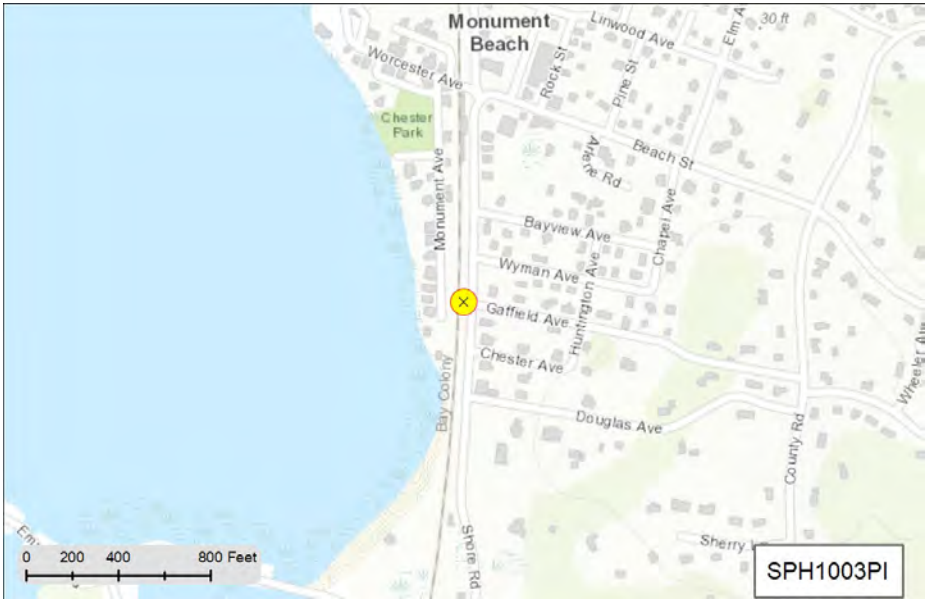 Monument
Beach
Linwood Ave
30 ft
Worcester Ave
Rock St
Pine St
Chester
Park
Beach St
Monument Ave
Bayview Ave
Chapel Ave
Wyman Ave
Huntington Ave
Gatfield Ave
Chester Ave
Bay Colony
Douglas Ave
County Rd
Shore Rd
Sherry
0 200 400 800 Feet
SPH1003PI